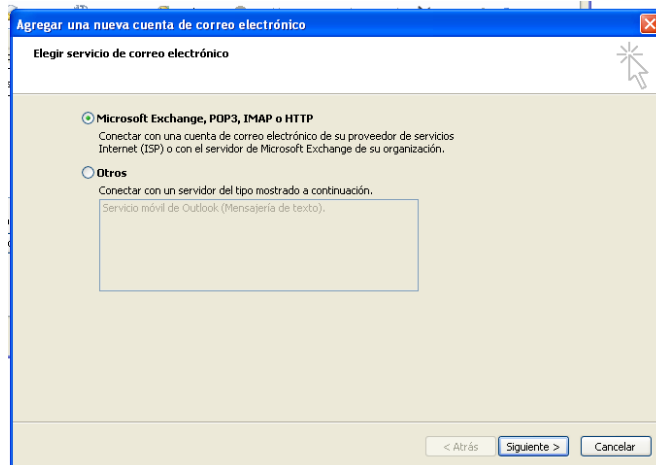 Agregar una nueva cuenta de correo electrónico
Elegir servicio de correo electrónico
Microsoft Exchange, POP3, IMAP o HTTP
Conectar con una cuenta de correo electrónico de su proveedor de servicios
Internet (ISP) o con el servidor de Microsoft Exchange de su organización.
Otros
Conectar con un servidor del tipo mostrado a continuación.
Servicio móvil de Outlook (Mensajería de texto).
< Atrás
Siguiente >
Cancelar